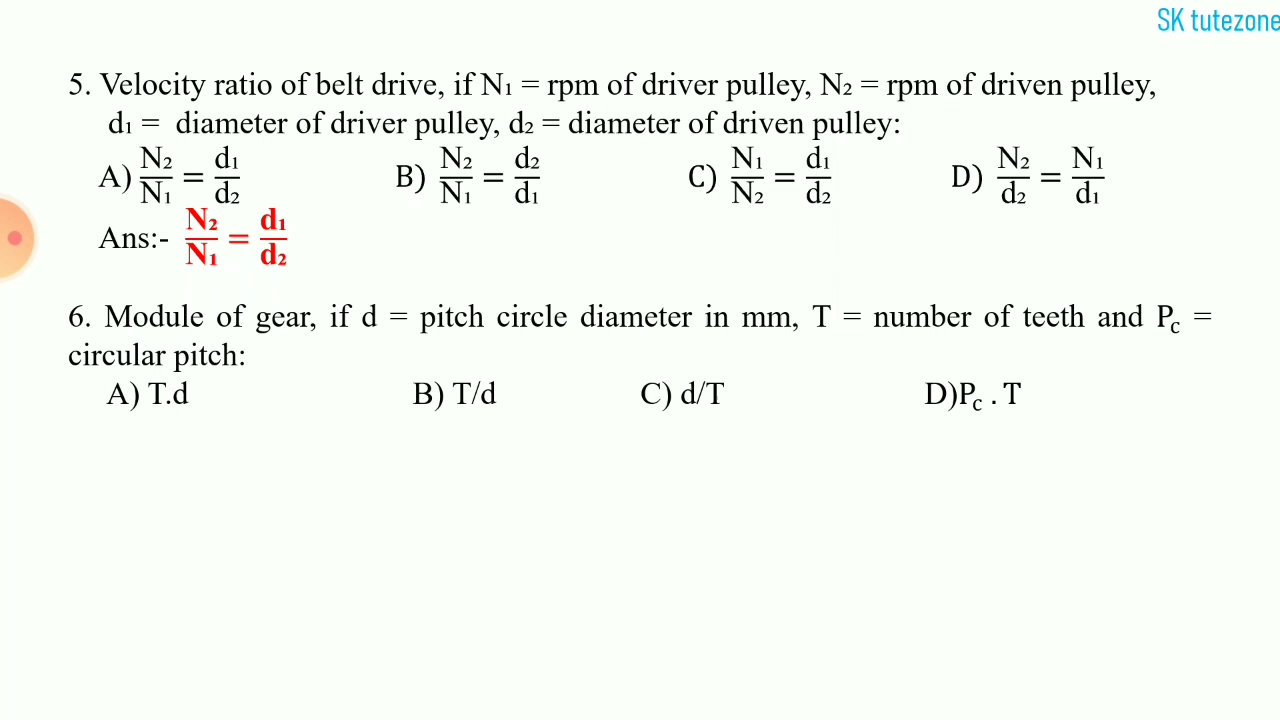 SK tutezone
5. Velocity ratio of belt drive, if N₁ = rpm of driver pulley, N₂ = rpm of driven pulley,
d₁ = diameter of driver pulley, d₂ = diameter of driven pulley:
A) N₂/N₁ = d₁/d₂ B) N₂/N₁ = d₂/d₁ C) N₁/N₂ = d₁/d₂ D) N₂/d₂ = N₁/d₁
Ans:- N₂/N₁ = d₁/d₂
6. Module of gear, if d = pitch circle diameter in mm, T = number of teeth and P_c =
circular pitch:
A) T.d B) T/d C) d/T D)P_c . T